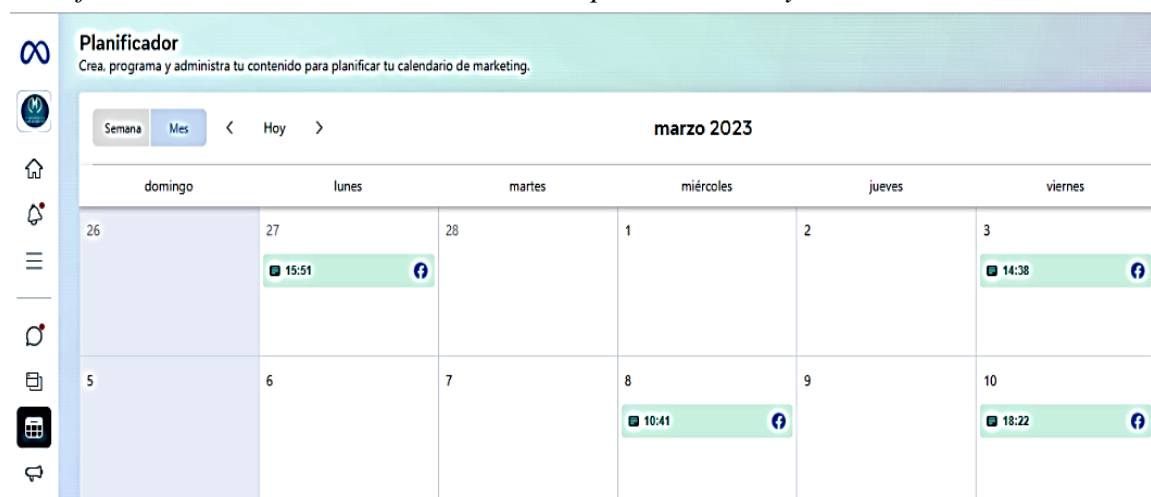 Planificador
Crea, programa y administra tu contenido para planificar tu calendario de marketing.
Semana Mes < Hoy > marzo 2023
domingo lunes martes miércoles jueves viernes
26 27 28 1 2 3
15:51 14:38
5 6 7 8 9 10
10:41 18:22